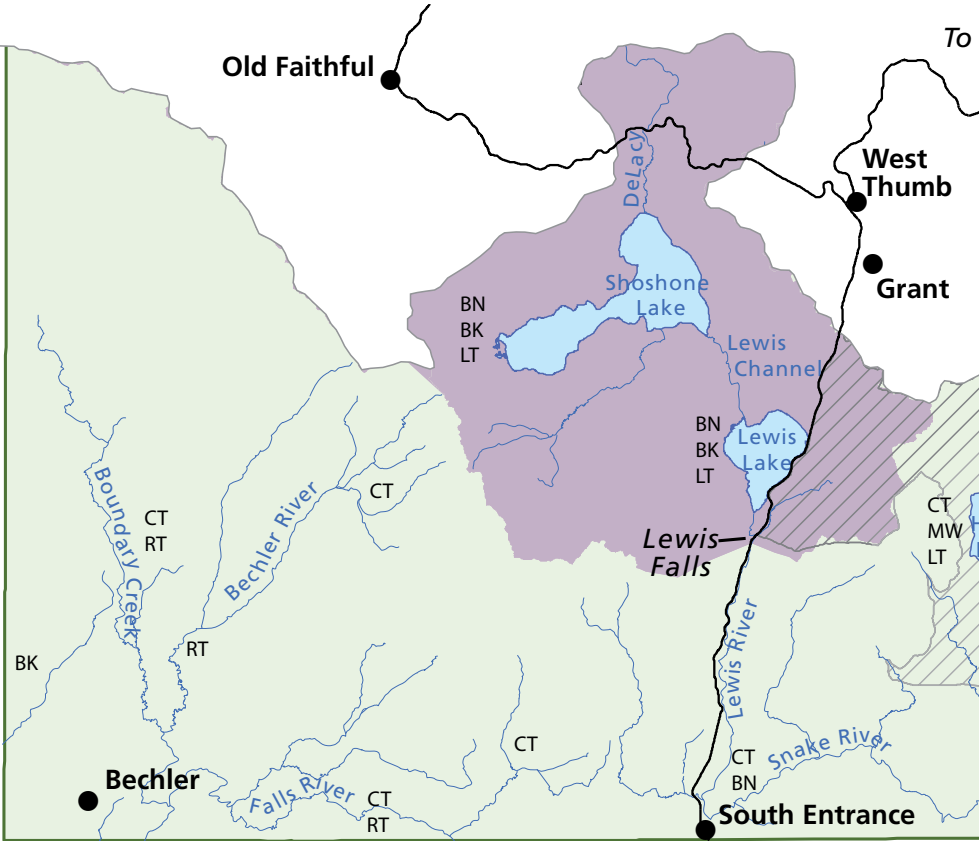 To
Old Faithful
DeLacy
West
Thumb
Grant
Shoshone
Lake
BN
BK
LT
Lewis
Channel
BN
BK
LT
Lewis
Lake
Boundary Creek
CT
RT
Bechler River
CT
CT
MW
LT
Lewis
Falls
BK
RT
Lewis River
CT
CT
BN
Snake River
Bechler
Falls River
CT
RT
South Entrance